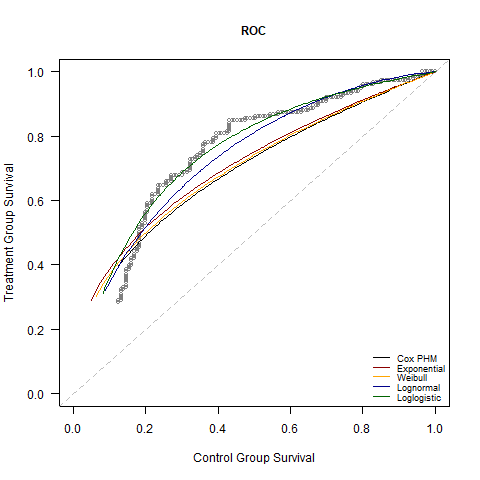 ROC
Treatment Group Survival
1.0
0.8
0.6
0.4
0.2
0.0
0.0 0.2 0.4 0.6 0.8 1.0
Control Group Survival
Cox PHM
Exponential
Weibull
Lognormal
Loglogistic